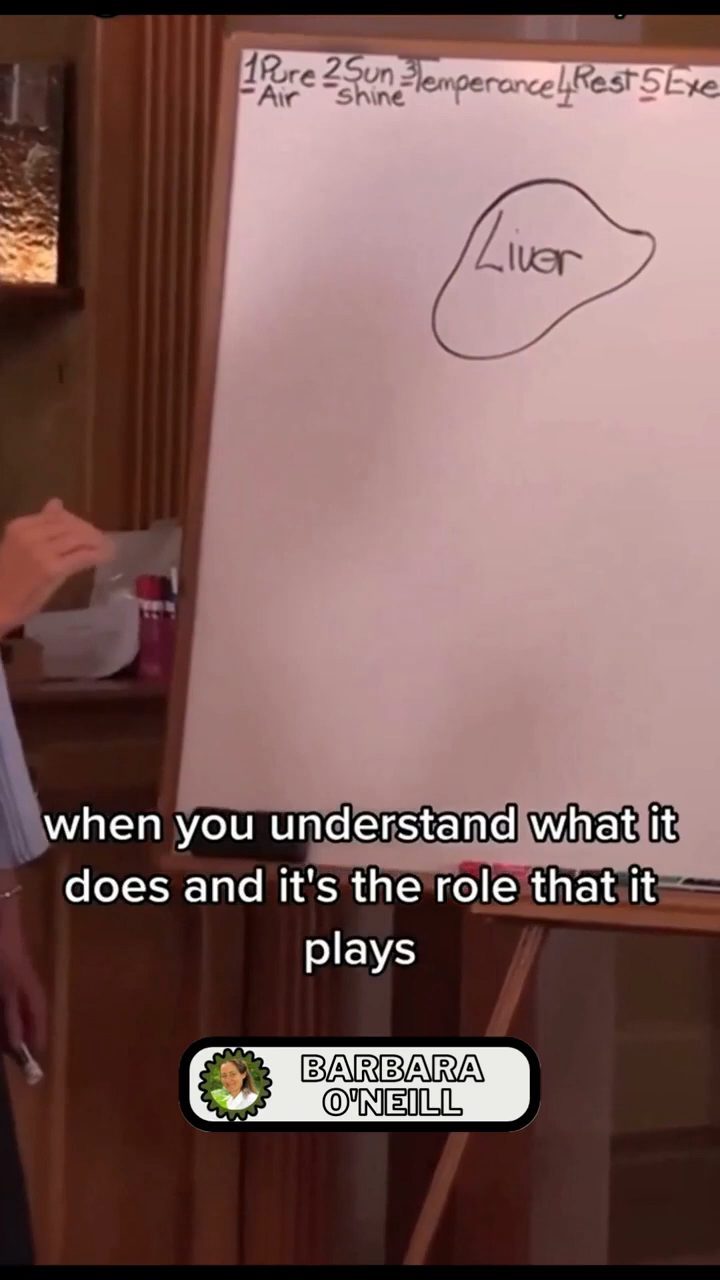 1 Pure 2 Sun 3 Temperance 4 Rest 5 Exe
Air shine
Liver
when you understand what it
does and it's the role that it
plays
BARBARA
O'NEILL